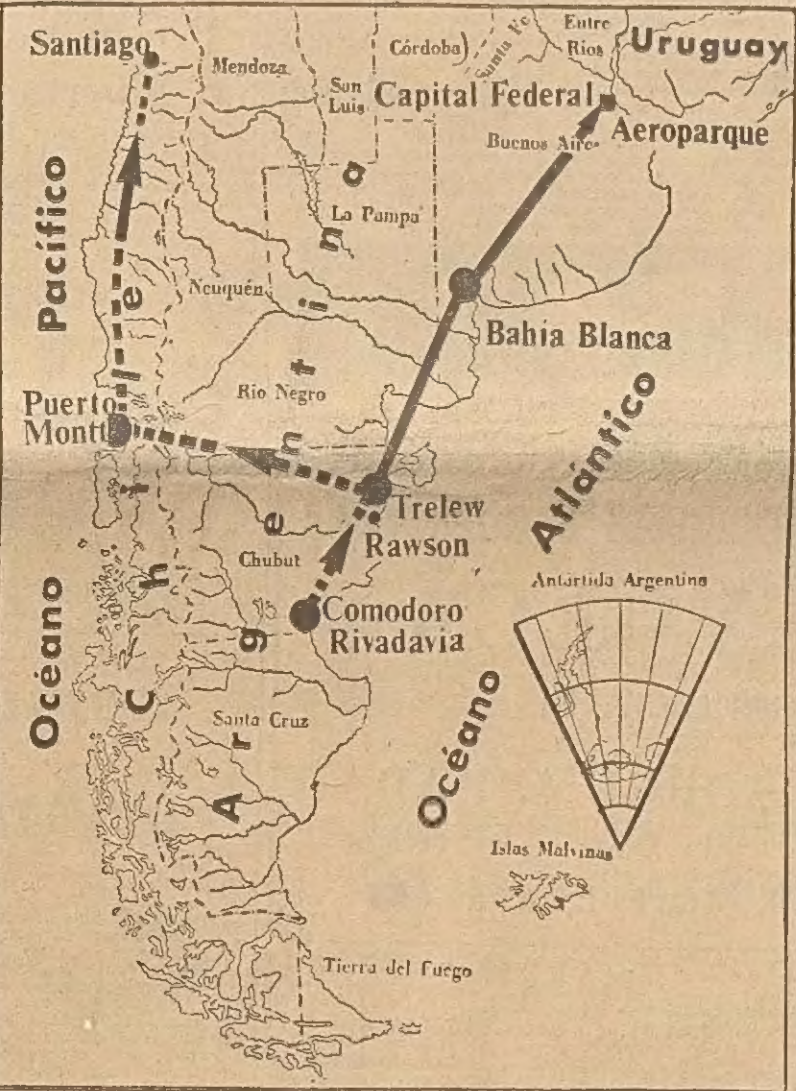 Santiago
Mendoza
San
Luis
Córdoba
Santa Fe
Entre
Rios
Uruguay
Capital Federal
Aeroparque
Buenos Aires
La Pampa
Pacífico
Neuquén
Bahia Blanca
Río Negro
Puerto
Montt
Trelew
Rawson
Atlántico
Chubut
Comodoro
Rivadavia
Océano
Chile
Argentina
Santa Cruz
Océano
Antártida Argentina
Islas Malvinas
Tierra del Fuego